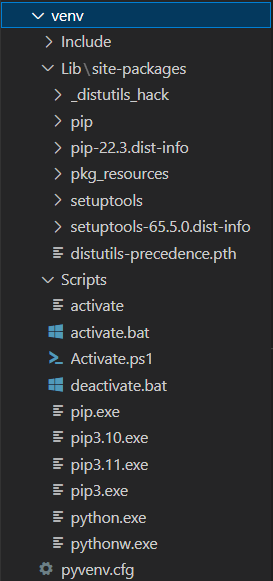 venv
Include
Lib\site-packages
_distutils_hack
pip
pip-22.3.dist-info
pkg_resources
setuptools
setuptools-65.5.0.dist-info
distutils-precedence.pth
Scripts
activate
activate.bat
Activate.ps1
deactivate.bat
pip.exe
pip3.10.exe
pip3.11.exe
pip3.exe
python.exe
pythonw.exe
pyvenv.cfg